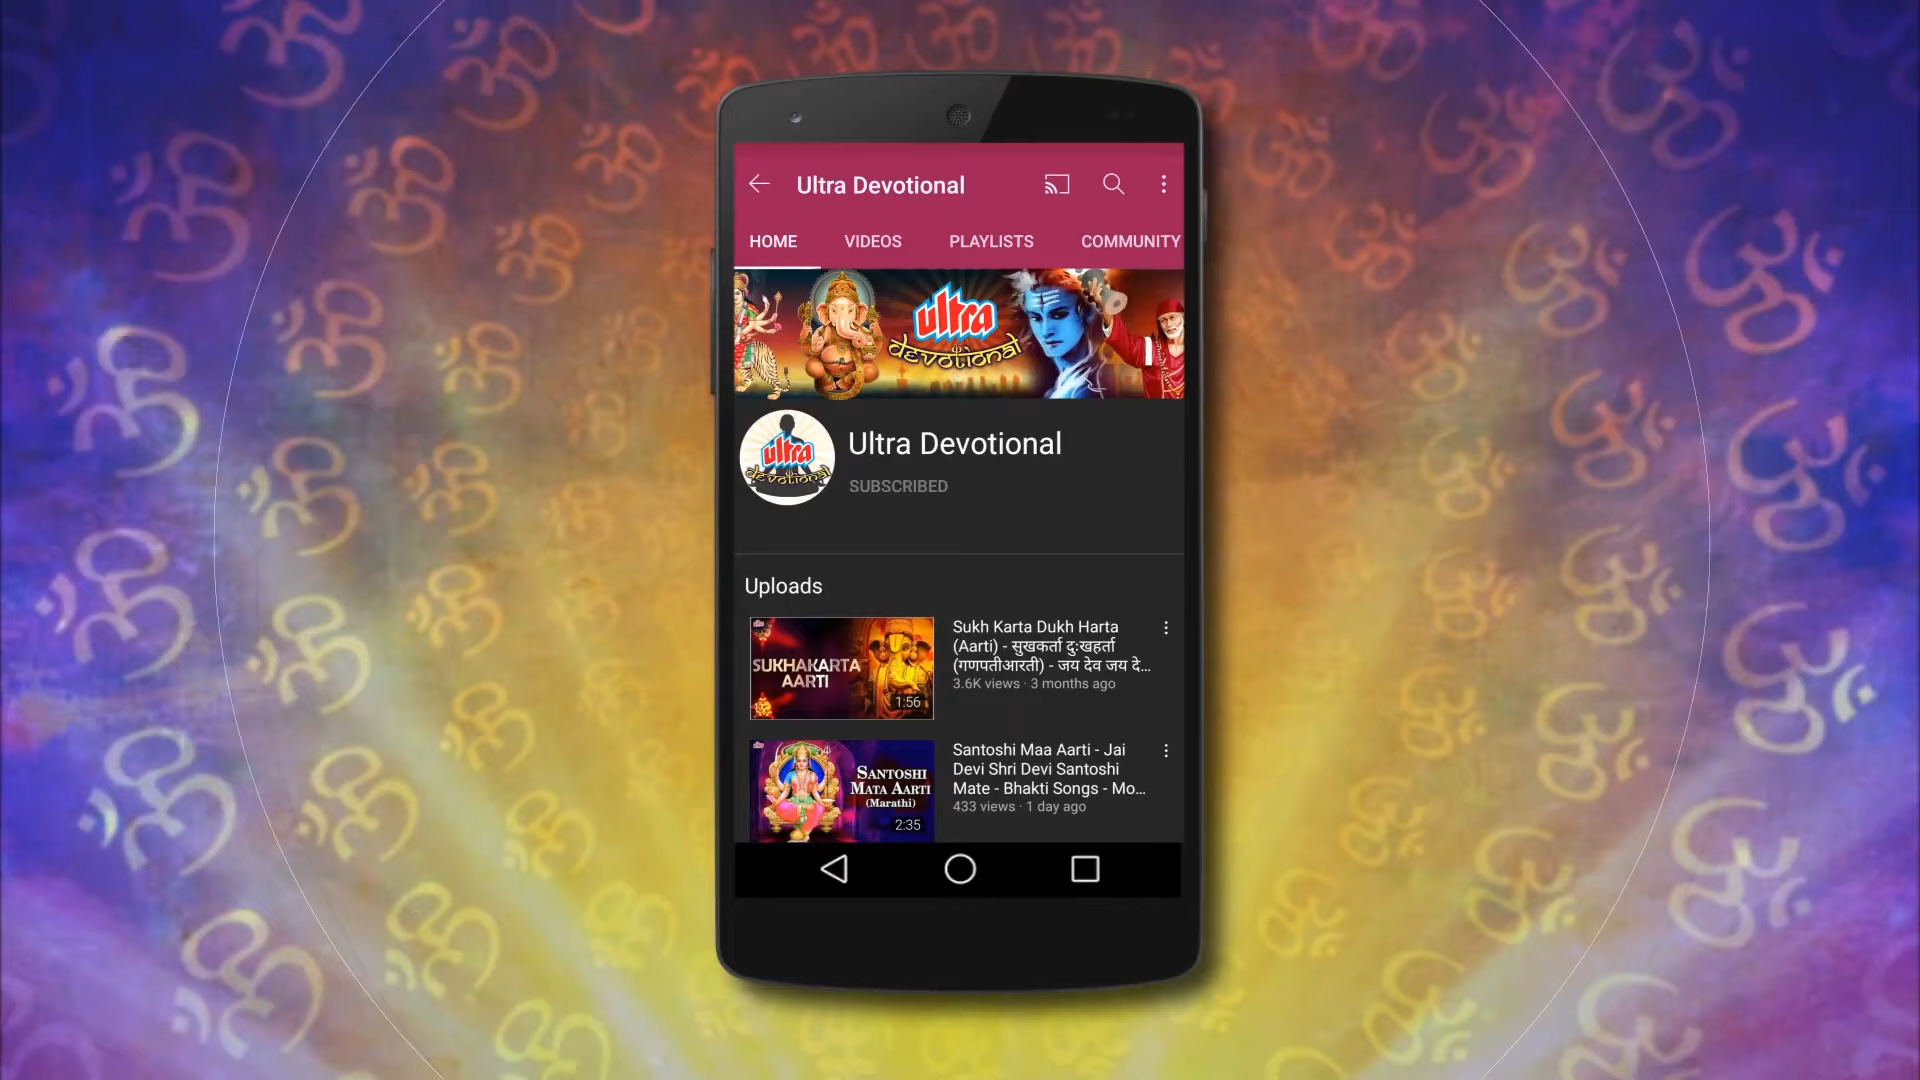 Ultra Devotional
HOME VIDEOS PLAYLISTS COMMUNITY
ultra
devotional
ultra
devotional
Ultra Devotional
SUBSCRIBED
Uploads
SUKHAKARTA
AARTI
1:56
Sukh Karta Dukh Harta
(Aarti) - सुखकर्ता दुःखहर्ता
(गणपतीआरती) - जय देव जय दे...
3.6K views · 3 months ago
SANTOSHI
MATA AARTI
(Marathi)
2:35
Santoshi Maa Aarti - Jai
Devi Shri Devi Santoshi
Mate - Bhakti Songs - Mo...
433 views · 1 day ago